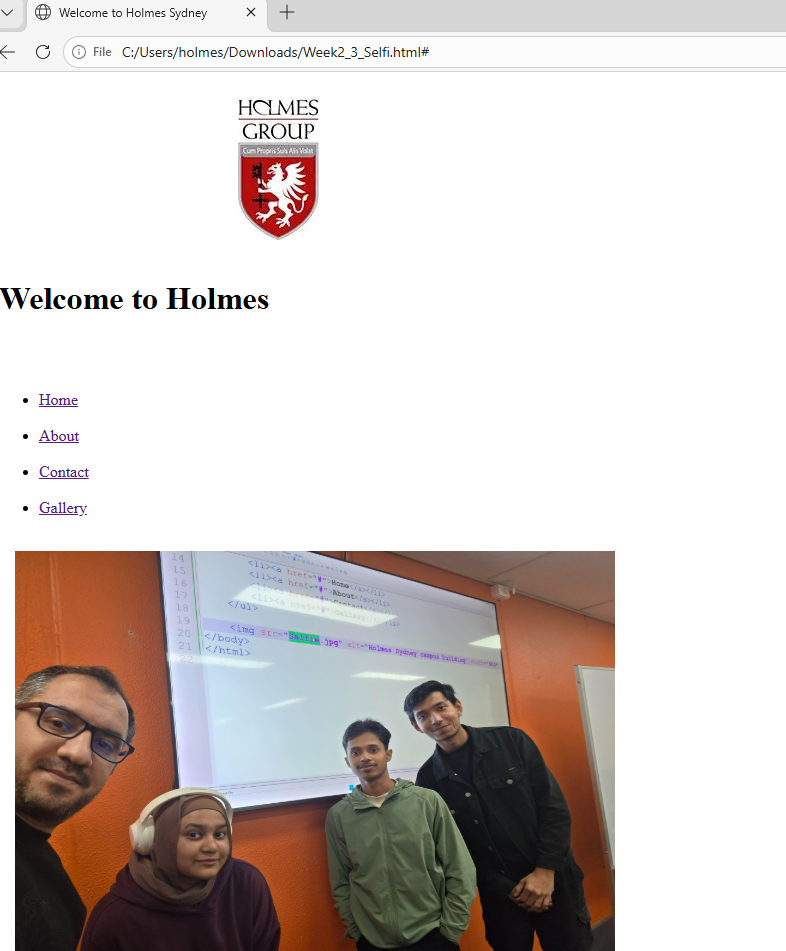 Welcome to Holmes Sydney
File C:/Users/holmes/Downloads/Week2_3_Selfi.html#
HOLMES
GROUP
Cum Propriis Suis Alis Volat
Welcome to Holmes
Home
About
Contact
Gallery
14
15 <li><a href="#">Home</a></li>
16 <li><a href="#">About</a></li>
17 <li><a href="#">Contact</a></li>
18 </ul> <li><a href="#">Gallery</a></li>
19
20 <img src="selfie.jpg" alt="Holmes Sydney campus building"
21 </body>
22 </html>